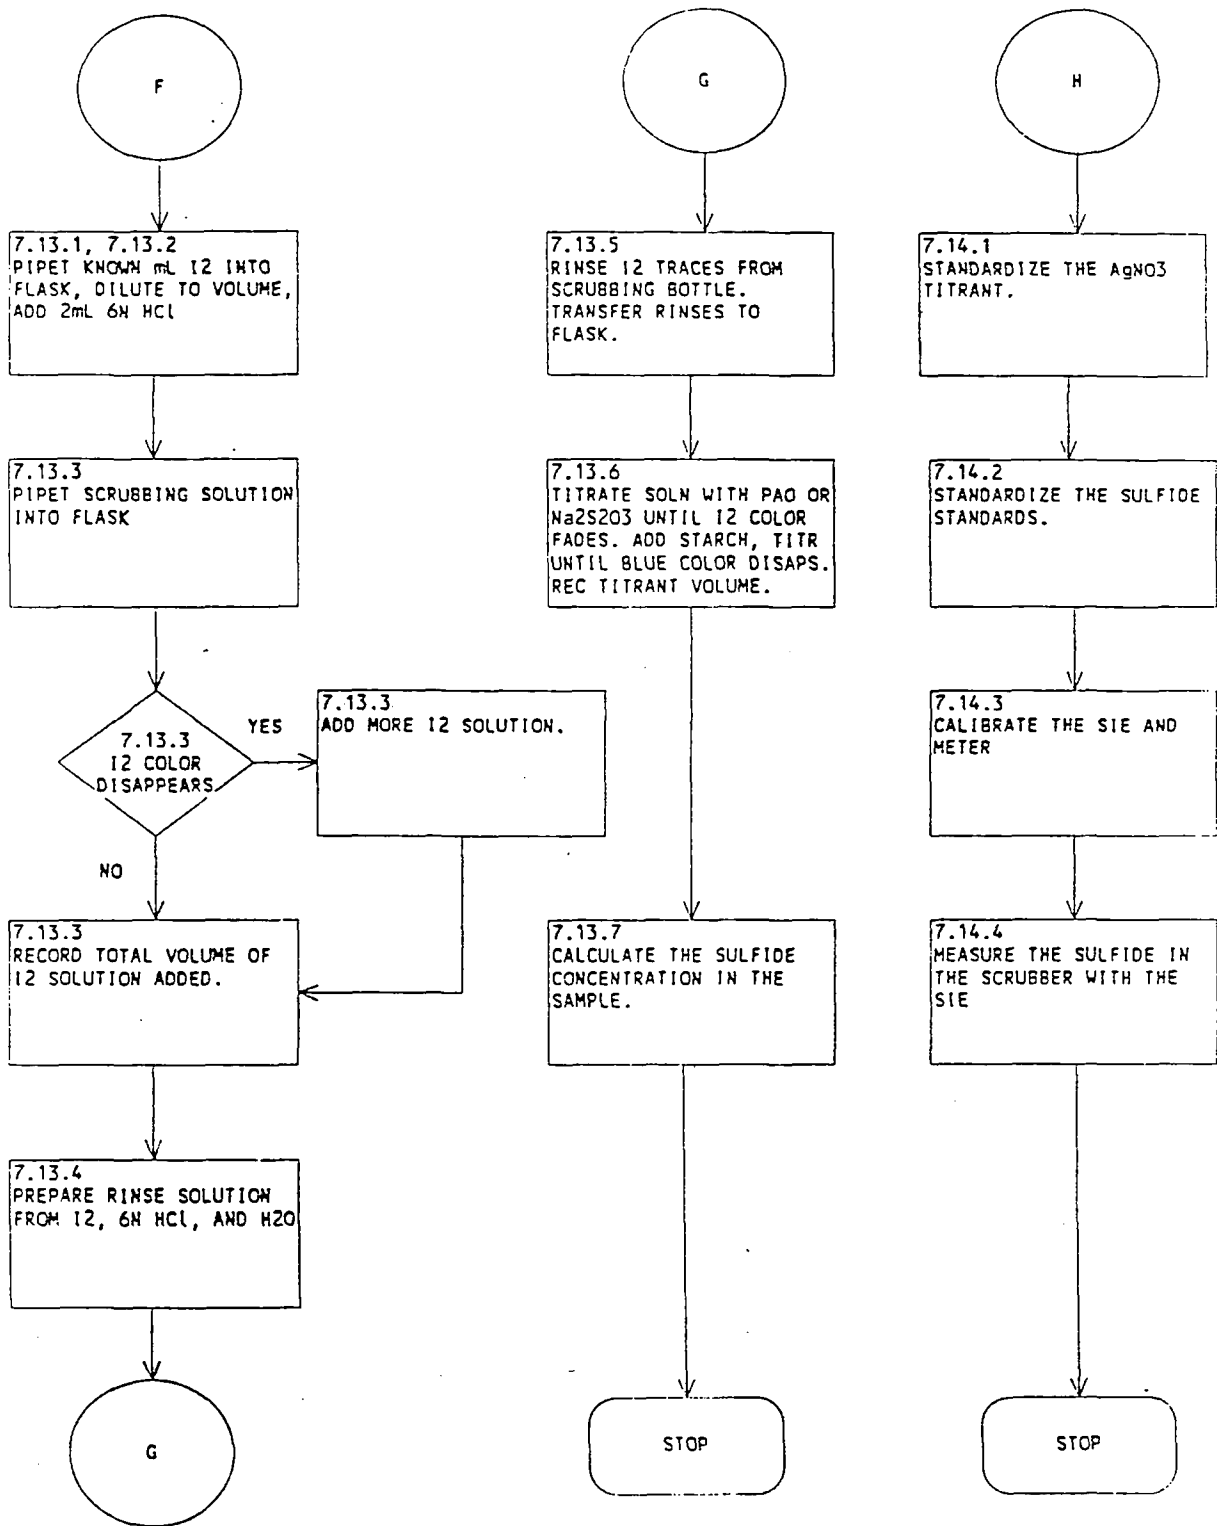 F
7.13.1, 7.13.2
PIPET KNOWN mL I2 INTO
FLASK, DILUTE TO VOLUME,
ADD 2mL 6N HCl
7.13.3
PIPET SCRUBBING SOLUTION
INTO FLASK
7.13.3
I2 COLOR
DISAPPEARS
YES
NO
7.13.3
ADD MORE I2 SOLUTION.
7.13.3
RECORD TOTAL VOLUME OF
I2 SOLUTION ADDED.
7.13.4
PREPARE RINSE SOLUTION
FROM I2, 6N HCl, AND H2O
G
G
7.13.5
RINSE I2 TRACES FROM
SCRUBBING BOTTLE.
TRANSFER RINSES TO
FLASK.
7.13.6
TITRATE SOLN WITH PAO OR
Na2S2O3 UNTIL I2 COLOR
FADES. ADD STARCH, TITR
UNTIL BLUE COLOR DISAPS.
REC TITRANT VOLUME.
7.13.7
CALCULATE THE SULFIDE
CONCENTRATION IN THE
SAMPLE.
STOP
H
7.14.1
STANDARDIZE THE AgNO3
TITRANT.
7.14.2
STANDARDIZE THE SULFIDE
STANDARDS.
7.14.3
CALIBRATE THE SIE AND
METER
7.14.4
MEASURE THE SULFIDE IN
THE SCRUBBER WITH THE
SIE
STOP